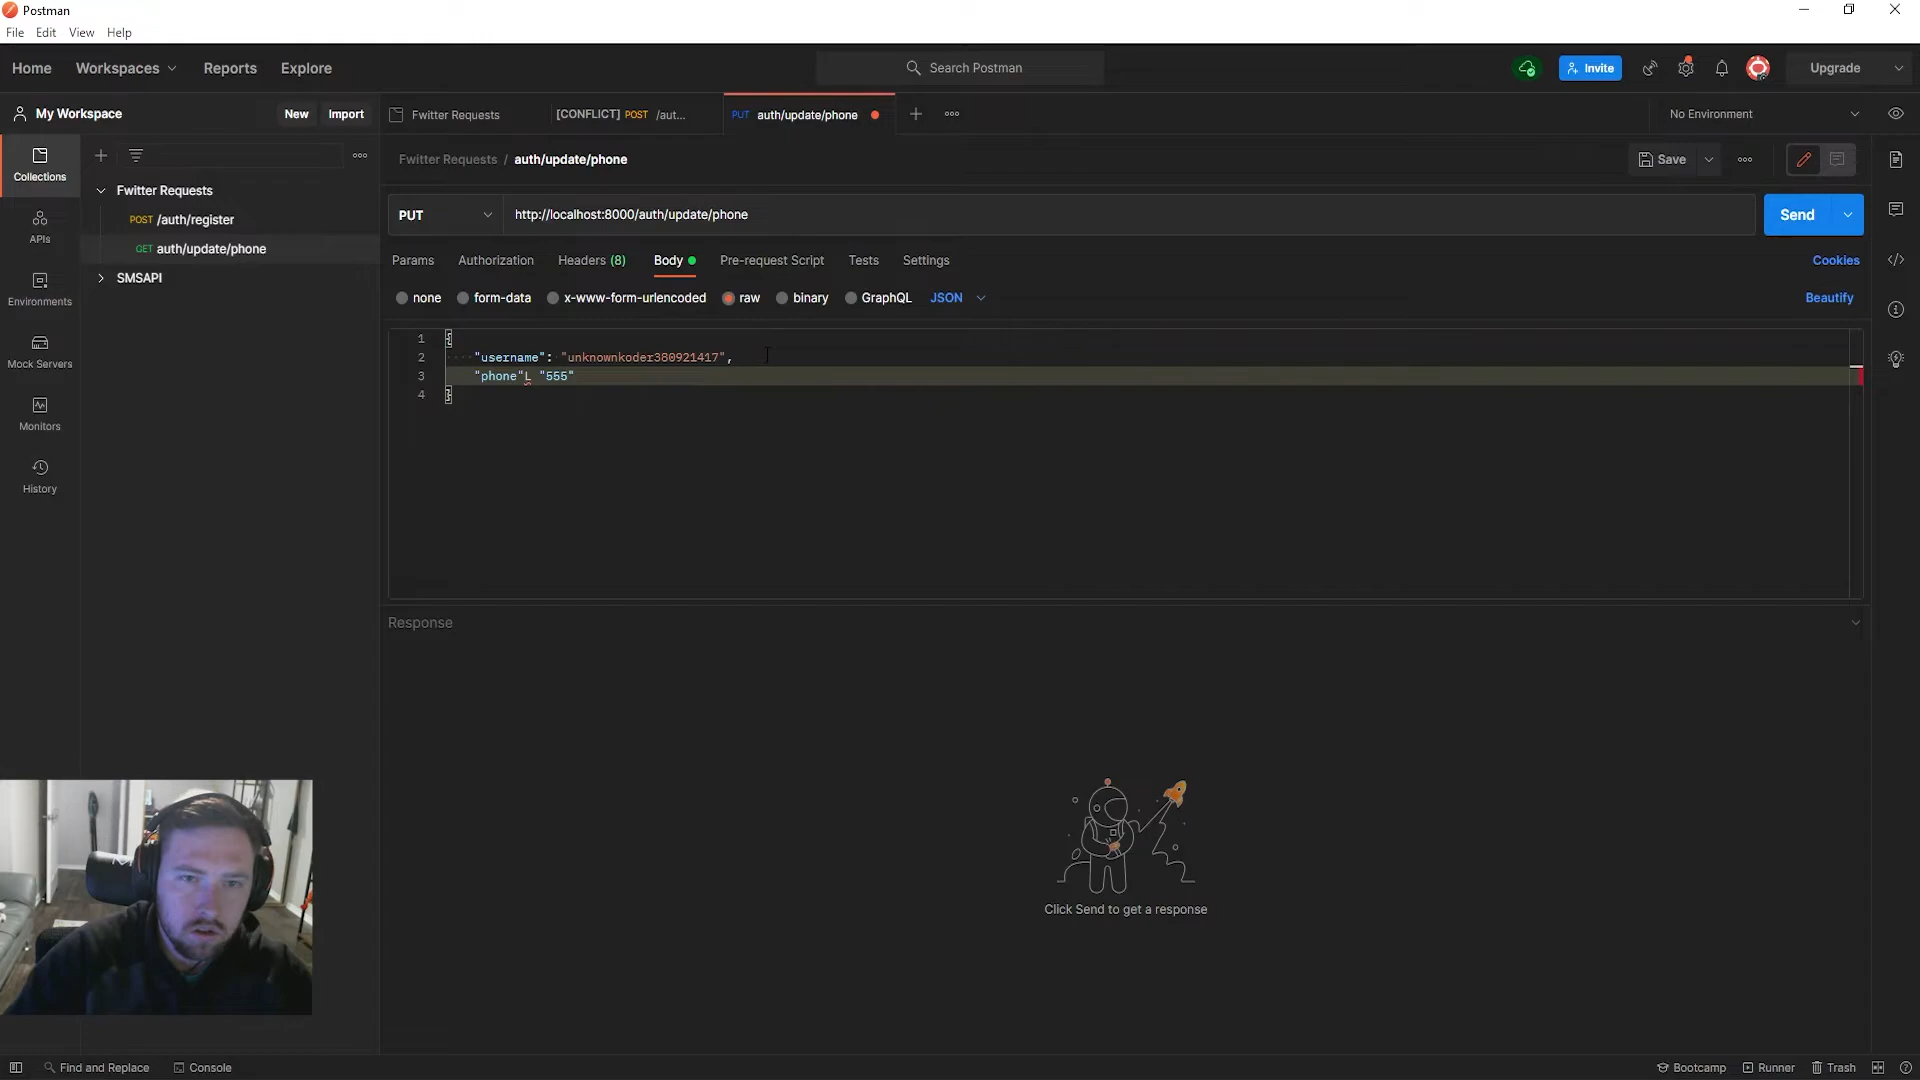 Postman
File Edit View Help
Home Workspaces Reports Explore Search Postman Invite Upgrade
My Workspace New Import Fwitter Requests [CONFLICT] POST /aut... PUT auth/update/phone No Environment
Fwitter Requests / auth/update/phone Save
Collections
Fwitter Requests
POST /auth/register
GET auth/update/phone
SMSAPI
APIs
Environments
Mock Servers
Monitors
History
PUT http://localhost:8000/auth/update/phone Send
Params Authorization Headers (8) Body Pre-request Script Tests Settings Cookies
none form-data x-www-form-urlencoded raw binary GraphQL JSON Beautify
1 {
2 "username": "unknownkoder380921417",
3 "phone"L "555"
4 }
Response
Click Send to get a response
Find and Replace Console Bootcamp Runner Trash